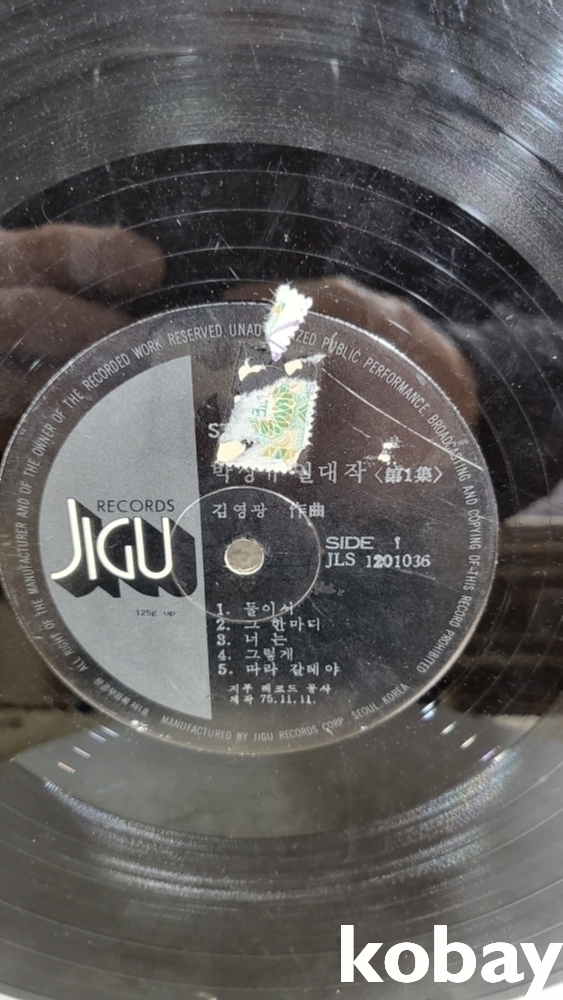 ALL RIGHT OF THE MANUFACTURER AND OF THE OWNER OF THE RECORDED WORK RESERVED PUBLIC PERFORMANCE, BROADCASTING AND COPYING OF THIS RECORD PROHIBITED
<第1集>
RECORDS
JIGU
김영광 作曲
SIDE 1
JLS 1201036
125g up
1. 둘이서
2. 그 한마디
3. 너 는
4. 그렇게
5. 따라 갈테야
지구 레코드 공사
제작 75.11.11.
MANUFACTURED BY JIGU RECORDS CORP. SEOUL KOREA
kobay